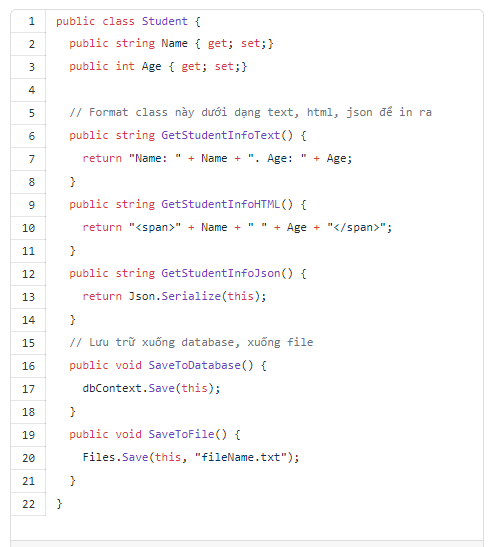 1 public class Student {
2 public string Name { get; set;}
3 public int Age { get; set;}
4
5 // Format class này dưới dạng text, html, json để in ra
6 public string GetStudentInfoText() {
7 return "Name: " + Name + ". Age: " + Age;
8 }
9 public string GetStudentInfoHTML() {
10 return "<span>" + Name + " " + Age + "</span>";
11 }
12 public string GetStudentInfoJson() {
13 return Json.Serialize(this);
14 }
15 // Lưu trữ xuống database, xuống file
16 public void SaveToDatabase() {
17 dbContext.Save(this);
18 }
19 public void SaveToFile() {
20 Files.Save(this, "fileName.txt");
21 }
22 }